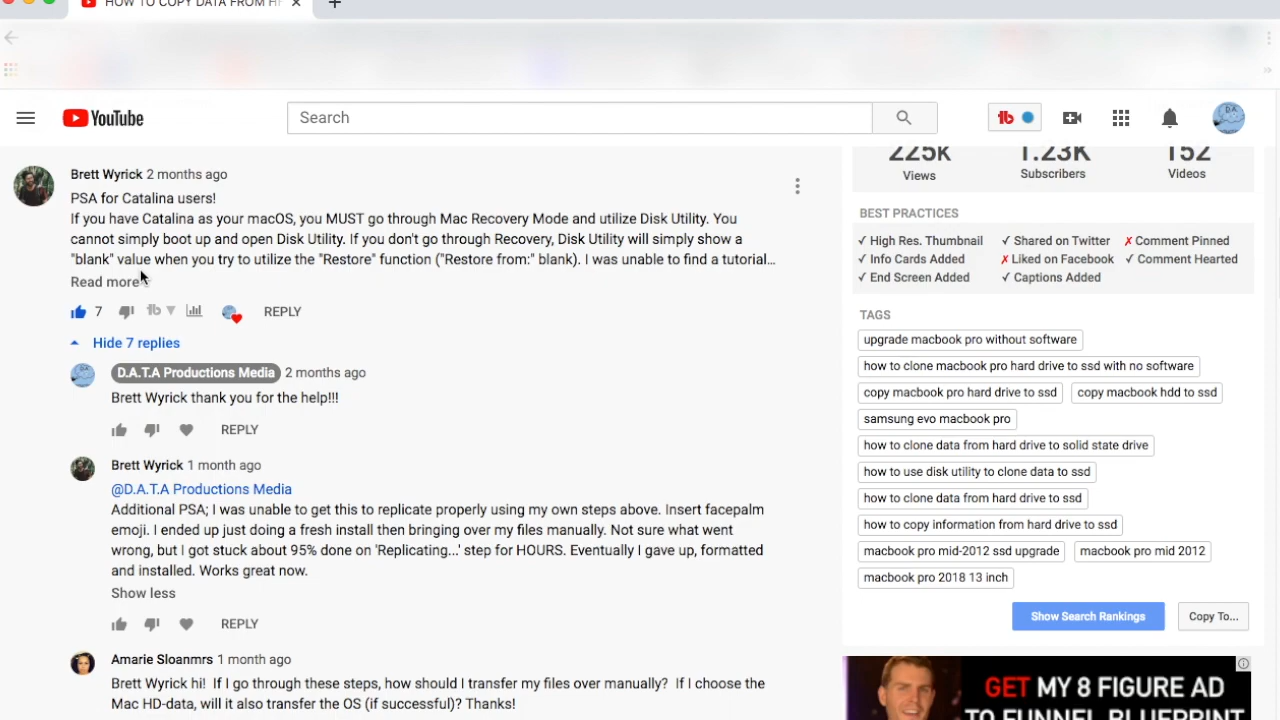 HOW TO COPY DATA FROM
YouTube
Search
Brett Wyrick 2 months ago
PSA for Catalina users!
If you have Catalina as your macOS, you MUST go through Mac Recovery Mode and utilize Disk Utility. You
cannot simply boot up and open Disk Utility. If you don't go through Recovery, Disk Utility will simply show a
"blank" value when you try to utilize the "Restore" function ("Restore from:" blank). I was unable to find a tutorial...
Read more
7
REPLY
Hide 7 replies
D.A.T.A Productions Media 2 months ago
Brett Wyrick thank you for the help!!!
REPLY
Brett Wyrick 1 month ago
@D.A.T.A Productions Media
Additional PSA; I was unable to get this to replicate properly using my own steps above. Insert facepalm
emoji. I ended up just doing a fresh install then bringing over my files manually. Not sure what went
wrong, but I got stuck about 95% done on 'Replicating...' step for HOURS. Eventually I gave up, formatted
and installed. Works great now.
Show less
REPLY
Amarie Sloanmrs 1 month ago
Brett Wyrick hi! If I go through these steps, how should I transfer my files over manually? If I choose the
Mac HD-data, will it also transfer the OS (if successful)? Thanks!
225K 1.23K 152
Views Subscribers Videos
BEST PRACTICES
✓ High Res. Thumbnail ✓ Shared on Twitter ✗ Comment Pinned
✓ Info Cards Added ✗ Liked on Facebook ✓ Comment Hearted
✓ End Screen Added ✓ Captions Added
TAGS
upgrade macbook pro without software
how to clone macbook pro hard drive to ssd with no software
copy macbook pro hard drive to ssd copy macbook hdd to ssd
samsung evo macbook pro
how to clone data from hard drive to solid state drive
how to use disk utility to clone data to ssd
how to clone data from hard drive to ssd
how to copy information from hard drive to ssd
macbook pro mid-2012 ssd upgrade macbook pro mid 2012
macbook pro 2018 13 inch
Show Search Rankings Copy To...
GET MY 8 FIGURE AD
TO FUNNEL BLUEPRINT